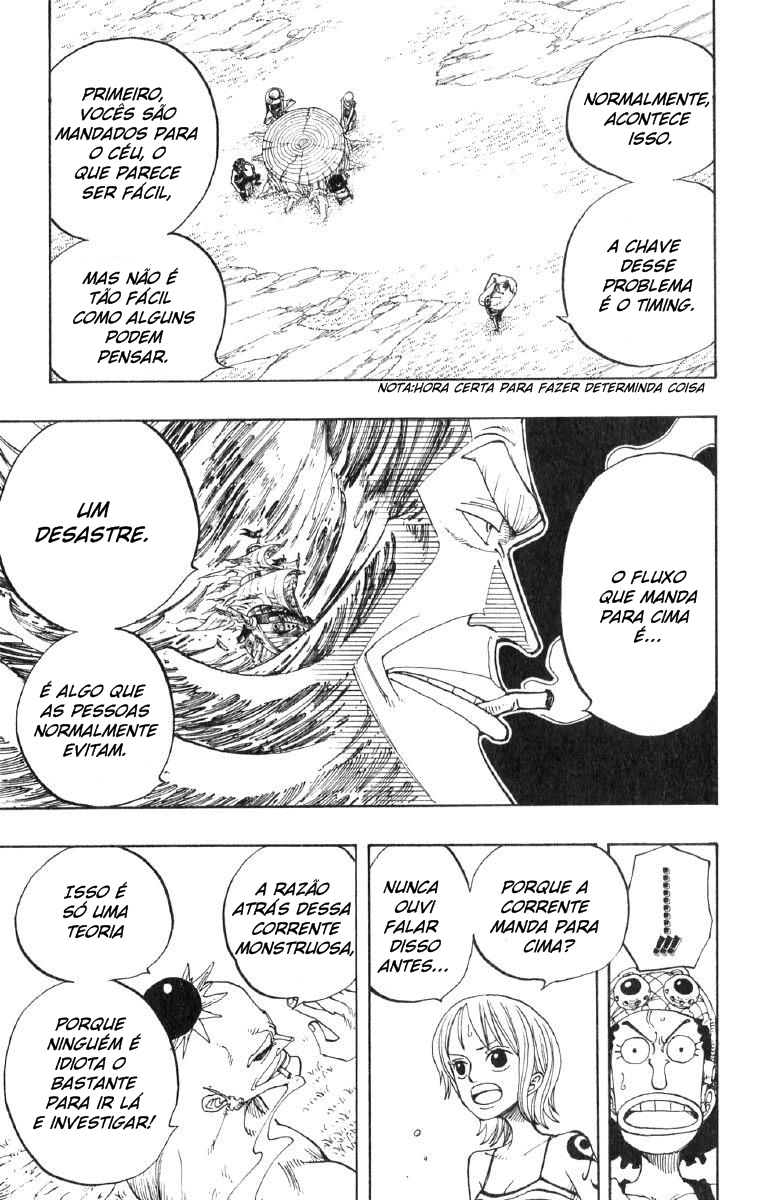 NORMALMENTE,
ACONTECE
ISSO.
A CHAVE
DESSE
PROBLEMA
É O TIMING.
PRIMEIRO,
VOCÊS SÃO
MANDADOS PARA
O CÉU, O
QUE PARECE
SER FÁCIL,
MAS NÃO É
TÃO FÁCIL
COMO ALGUNS
PODEM
PENSAR.
NOTA:HORA CERTA PARA FAZER DETERMINDA COISA
O FLUXO
QUE MANDA
PARA CIMA
É...
UM
DESASTRE.
É ALGO QUE
AS PESSOAS
NORMALMENTE
EVITAM.
..........!!!
PORQUE A
CORRENTE
MANDA PARA
CIMA?
NUNCA
OUVI
FALAR
DISSO
ANTES...
A RAZÃO
ATRÁS DESSA
CORRENTE
MONSTRUOSA,
ISSO É
SÓ UMA
TEORIA
PORQUE
NINGUÉM É
IDIOTA O
BASTANTE
PARA IR LÁ
E INVESTIGAR!